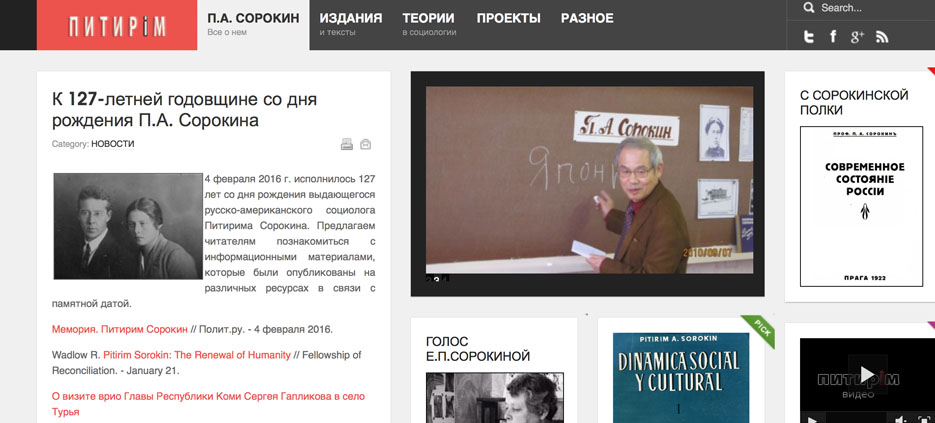 ПИТИРіМ
П.А. СОРОКИН
Все о нем
ИЗДАНИЯ
и тексты
ТЕОРИИ
в социологии
ПРОЕКТЫ
РАЗНОЕ
Search...
К 127-летней годовщине со дня
рождения П.А. Сорокина
Category: НОВОСТИ
4 февраля 2016 г. исполнилось 127
лет со дня рождения выдающегося
русско-американского социолога
Питирима Сорокина. Предлагаем
читателям познакомиться с
информационными материалами,
которые были опубликованы на
различных ресурсах в связи с
памятной датой.
Мемория. Питирим Сорокин // Полит.ру. - 4 февраля 2016.
Wadlow R. Pitirim Sorokin: The Renewal of Humanity // Fellowship of
Reconciliation. - January 21.
О визите врио Главы Республики Коми Сергея Гапликова в село
Турья
П.А. Сорокин
Япони
2010/09/07
ГОЛОС
Е.П.СОРОКИНОЙ
PICK
PITIRIM A. SOROKIN
DINAMICA SOCIAL
Y CULTURAL
I
С СОРОКИНСКОЙ
ПОЛКИ
ПРОФ. П. А. СОРОКИНЪ
СОВРЕМЕННОЕ
СОСТОЯНІЕ
РОССІИ
ПРАГА 1922
ПИТИРіМ
видео